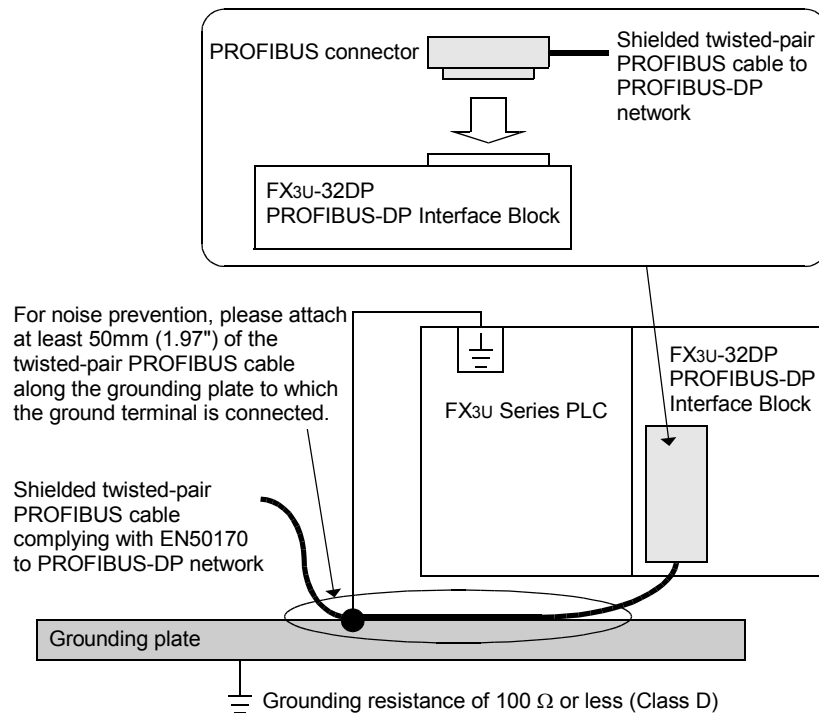 PROFIBUS connector
Shielded twisted-pair
PROFIBUS cable to
PROFIBUS-DP
network
FX3U-32DP
PROFIBUS-DP Interface Block
For noise prevention, please attach
at least 50mm (1.97") of the
twisted-pair PROFIBUS cable
along the grounding plate to which
the ground terminal is connected.
FX3U Series PLC
FX3U-32DP
PROFIBUS-DP
Interface Block
Shielded twisted-pair
PROFIBUS cable
complying with EN50170
to PROFIBUS-DP network
Grounding plate
Grounding resistance of 100 Ω or less (Class D)